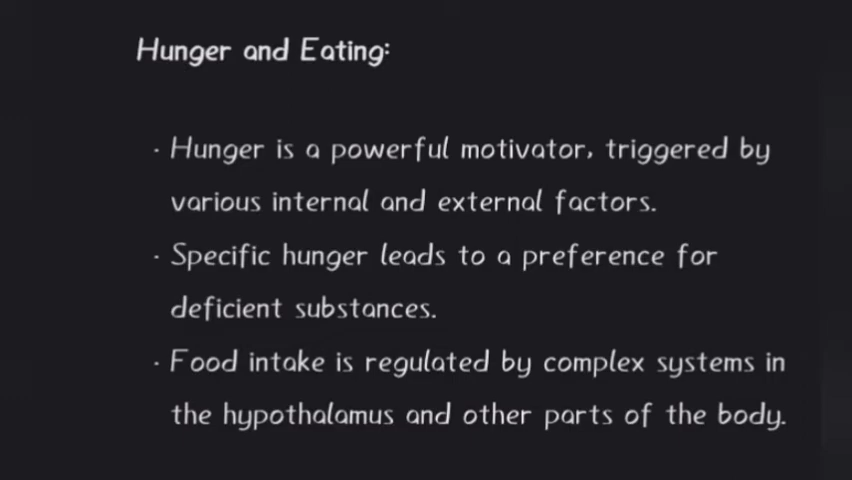 Hunger and Eating:
· Hunger is a powerful motivator, triggered by
various internal and external factors.
· Specific hunger leads to a preference for
deficient substances.
· Food intake is regulated by complex systems in
the hypothalamus and other parts of the body.